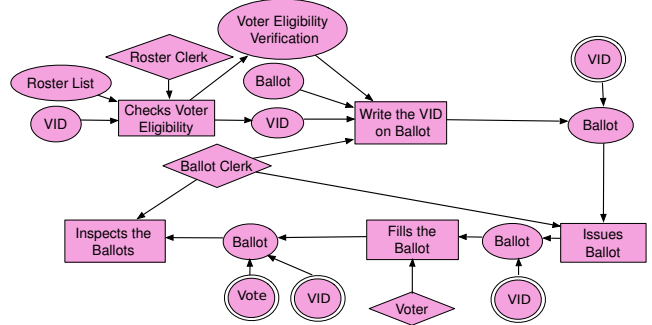 Voter Eligibility
Verification
Roster Clerk
VID
Roster List
Ballot
VID
Checks Voter
Eligibility
VID
Write the VID
on Ballot
Ballot
Ballot Clerk
Inspects the
Ballots
Ballot
Fills the
Ballot
Ballot
Issues
Ballot
Vote
VID
Voter
VID